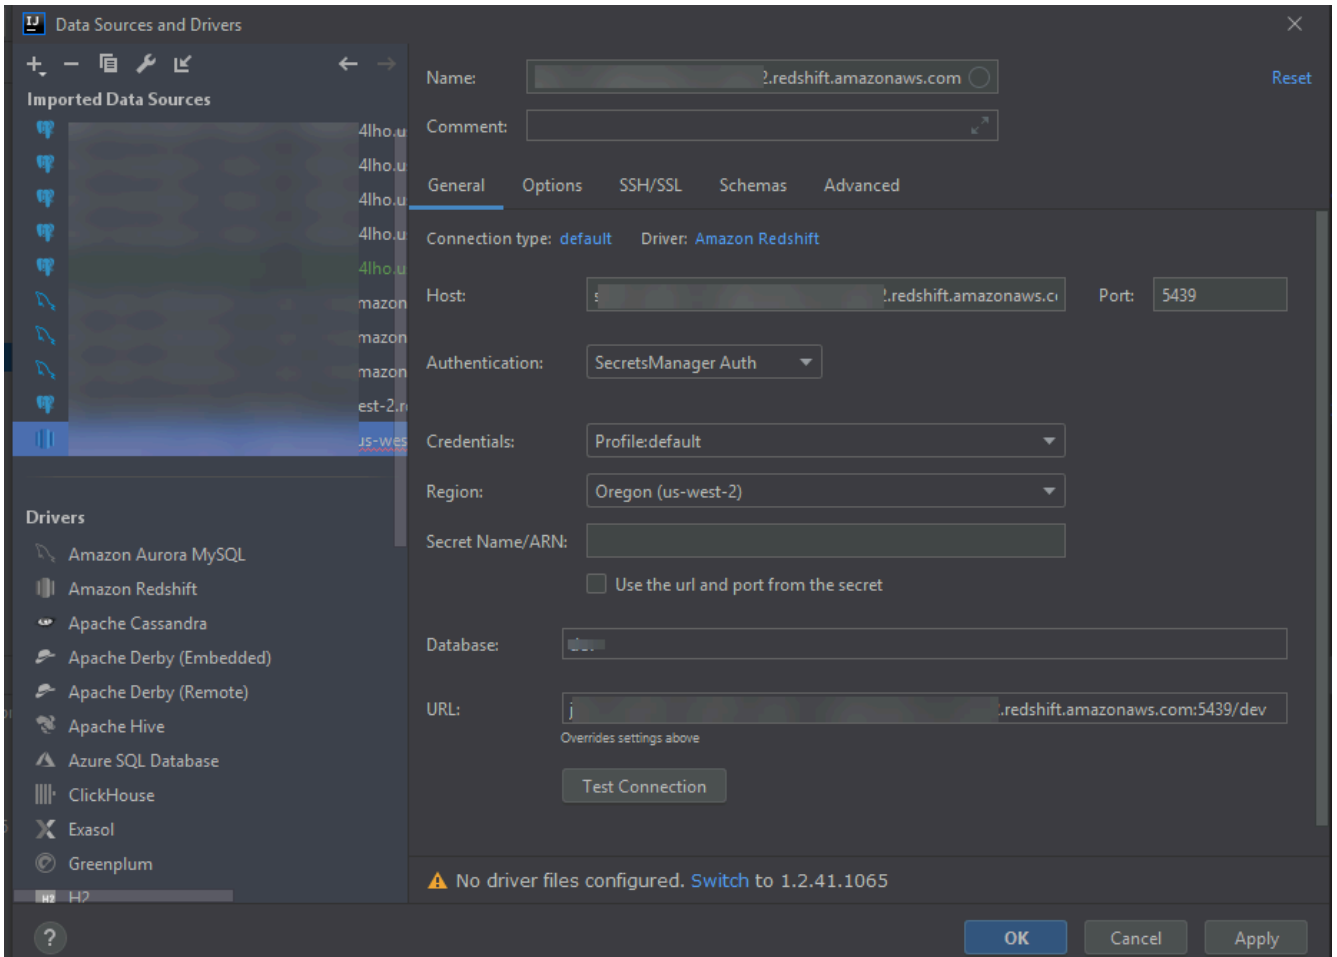 IJ Data Sources and Drivers
Imported Data Sources
4lho.u
4lho.u
4lho.u
4lho.u
4lho.u
mazon
mazon
mazon
est-2.r
us-wes
Drivers
Amazon Aurora MySQL
Amazon Redshift
Apache Cassandra
Apache Derby (Embedded)
Apache Derby (Remote)
Apache Hive
Azure SQL Database
ClickHouse
Exasol
Greenplum
H2 H2
Name: .redshift.amazonaws.com Reset
Comment:
General Options SSH/SSL Schemas Advanced
Connection type: default Driver: Amazon Redshift
Host: .redshift.amazonaws.c Port: 5439
Authentication: SecretsManager Auth
Credentials: Profile:default
Region: Oregon (us-west-2)
Secret Name/ARN:
Use the url and port from the secret
Database:
URL: j .redshift.amazonaws.com:5439/dev
Overrides settings above
Test Connection
No driver files configured. Switch to 1.2.41.1065
? OK Cancel Apply